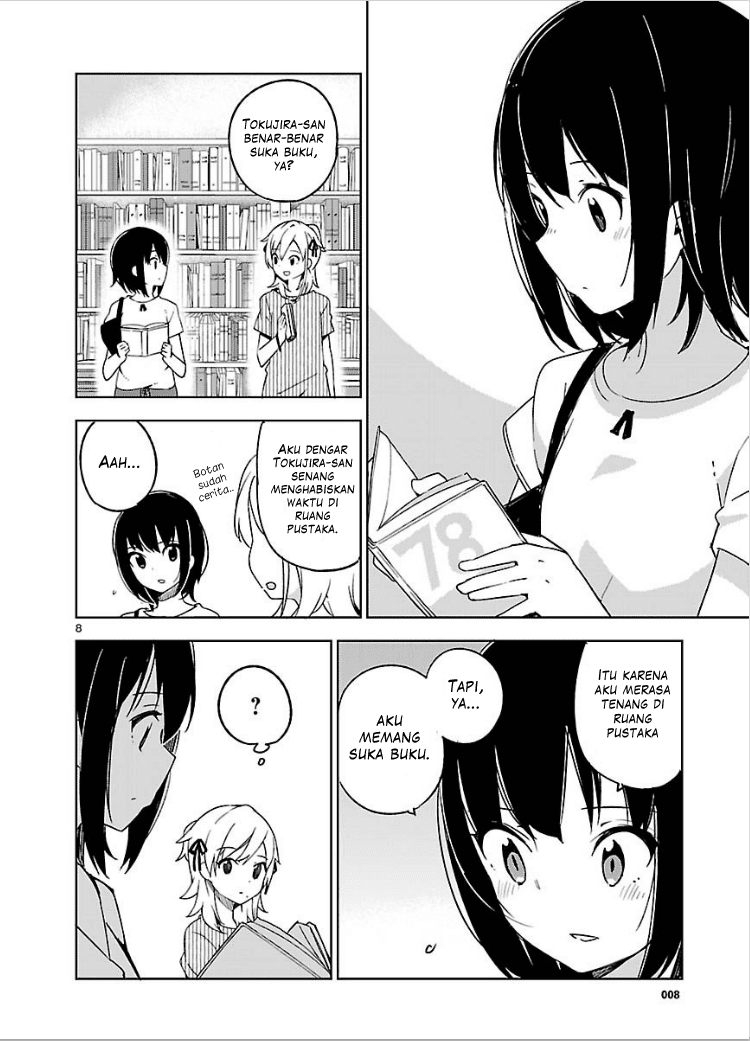 TOKUJIRA-SAN
BENAR-BENAR
SUKA BUKU,
YA?
78
AKU DENGAR
TOKUJIRA-SAN
SENANG
MENGHABISKAN
WAKTU DI
RUANG
PUSTAKA.
Botan
sudah
cerita..
AAH...
8
ITU KARENA
AKU MERASA
TENANG DI
RUANG
PUSTAKA
TAPI,
YA...
AKU
MEMANG
SUKA BUKU.
?
008